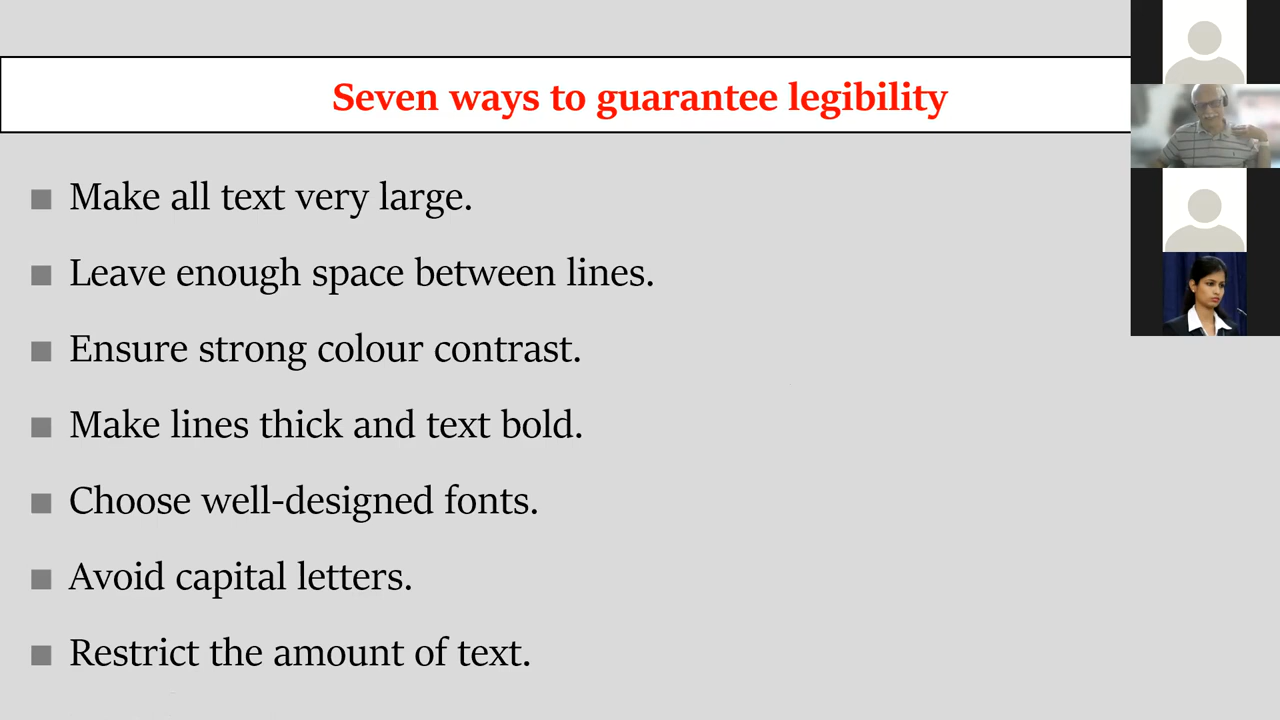 Seven ways to guarantee legibility
Make all text very large.
Leave enough space between lines.
Ensure strong colour contrast.
Make lines thick and text bold.
Choose well-designed fonts.
Avoid capital letters.
Restrict the amount of text.